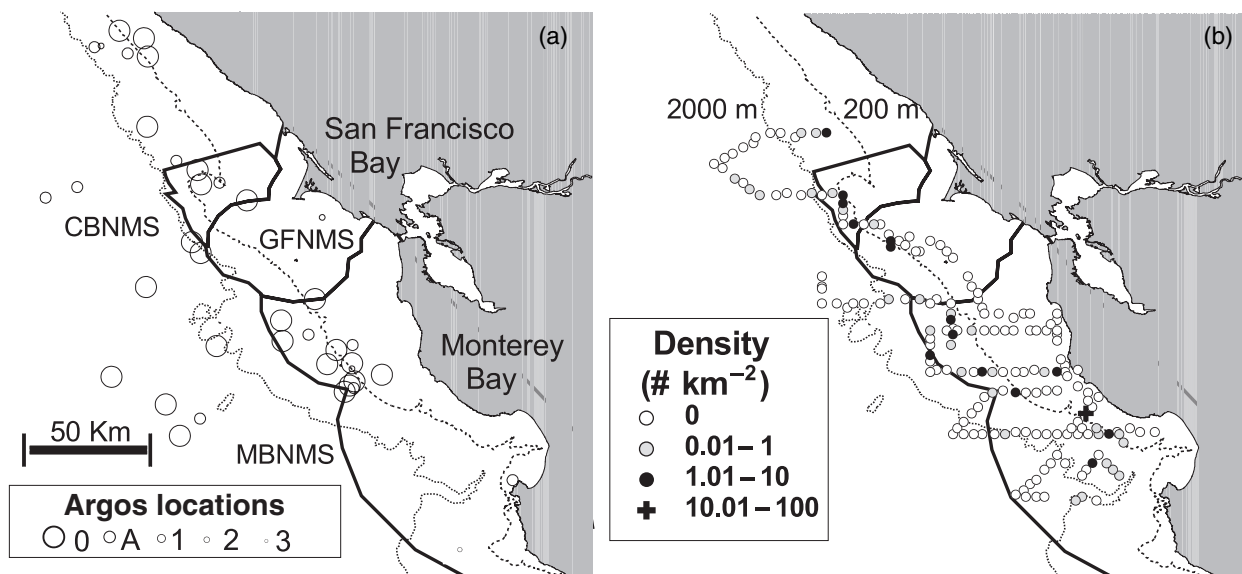 (a)
San Francisco
Bay
CBNMS
GFNMS
Monterey
Bay
50 Km
MBNMS
Argos locations
0 A 1 2 3
(b)
2000 m
200 m
Density
(# km⁻²)
0
0.01–1
1.01–10
10.01–100